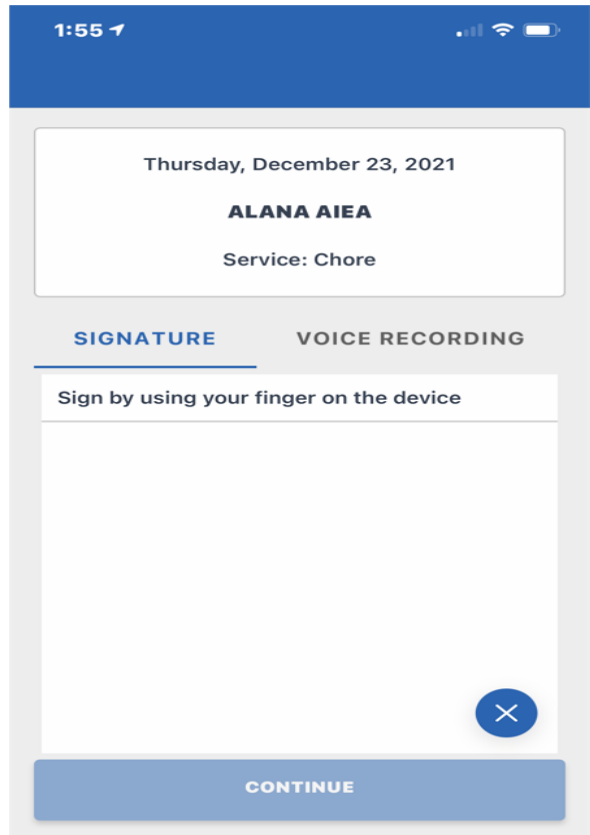 1:55
Thursday, December 23, 2021
ALANA AIEA
Service: Chore
SIGNATURE VOICE RECORDING
Sign by using your finger on the device
CONTINUE